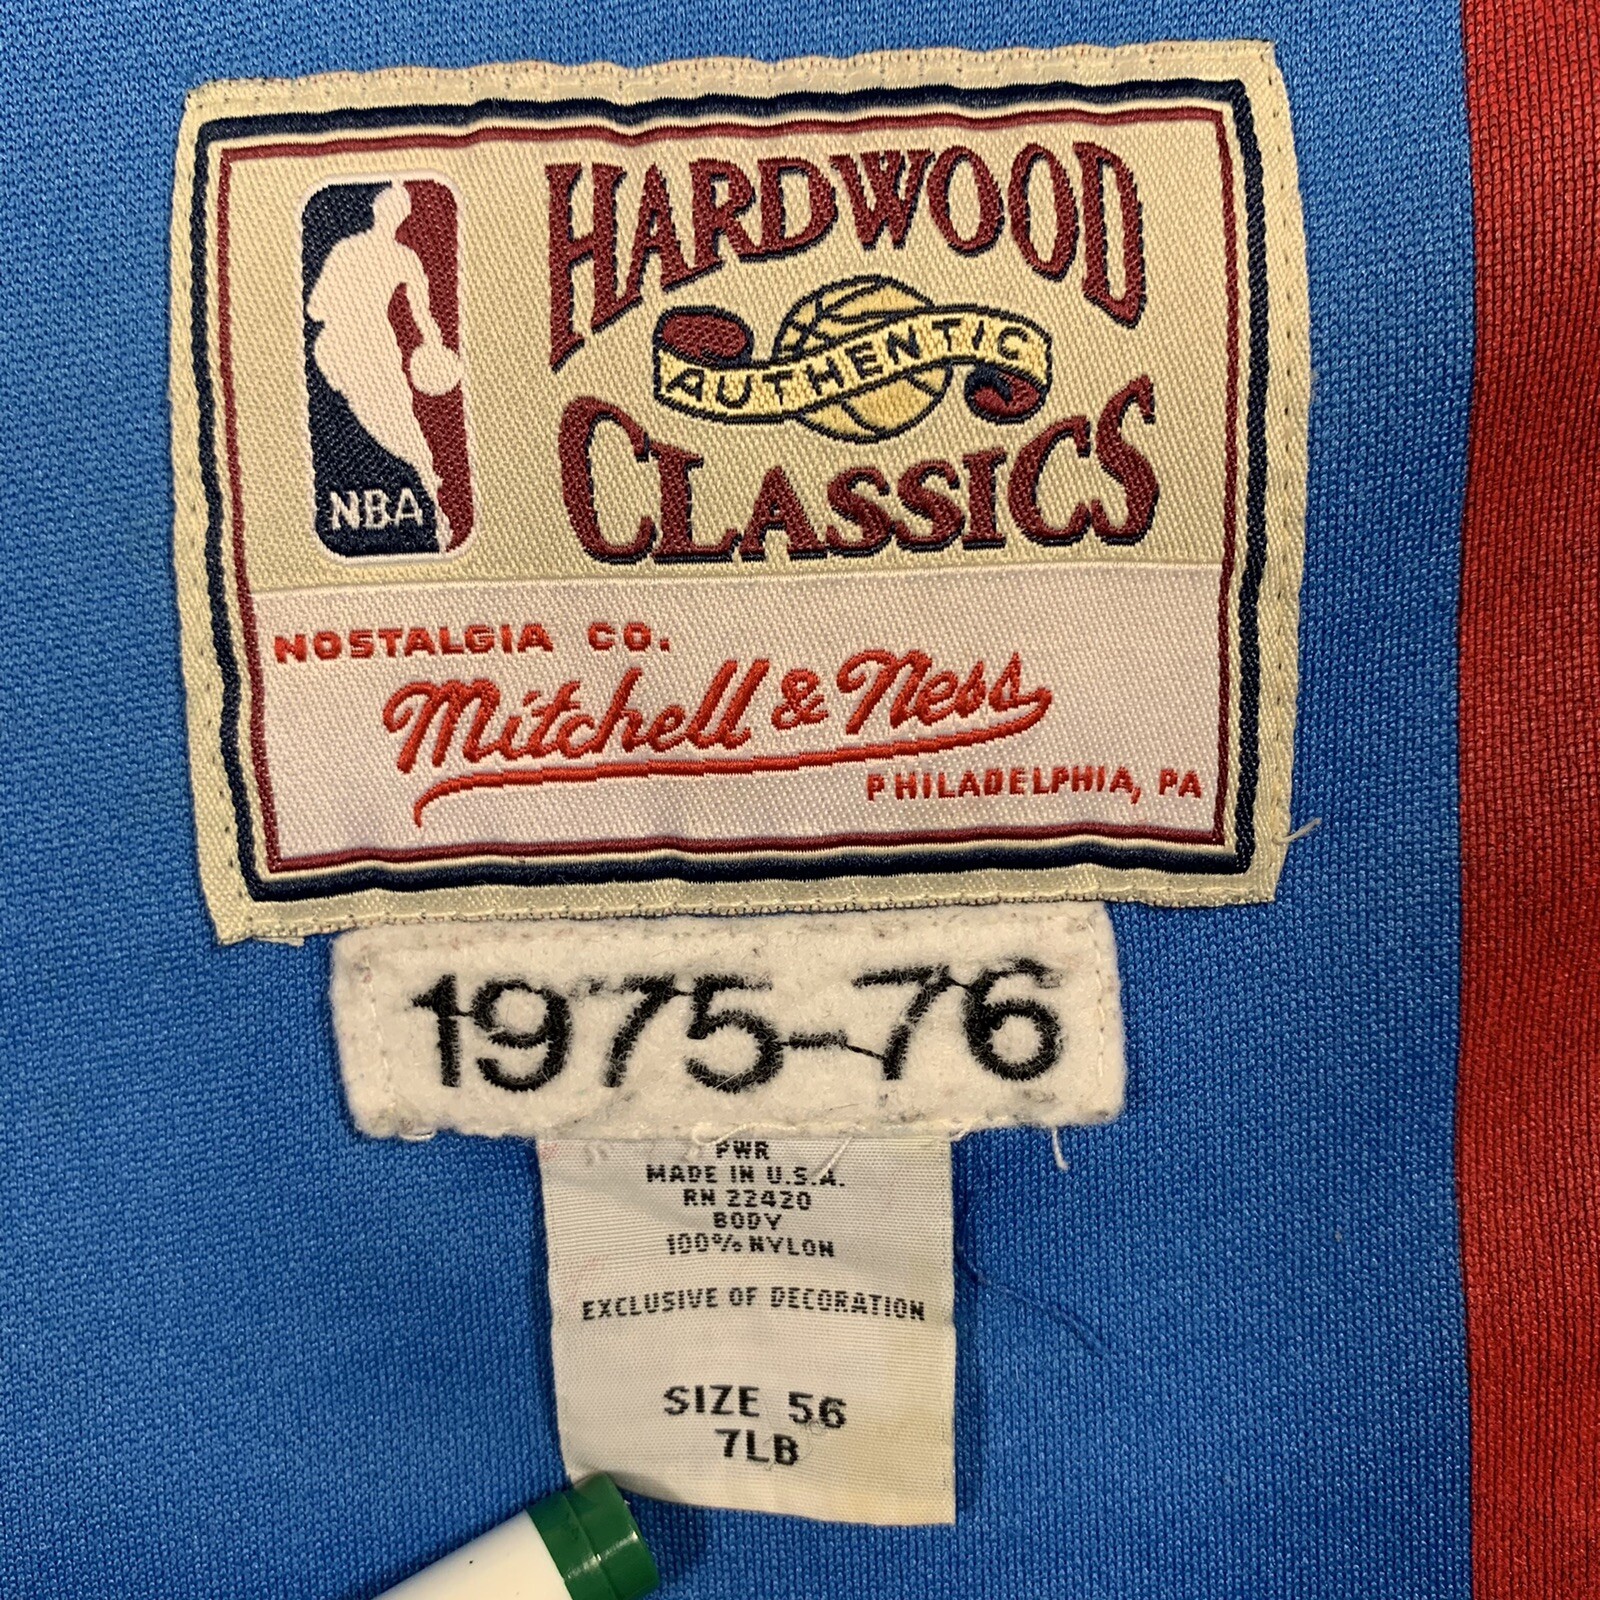 HARDWOOD
AUTHENTIC
CLASSICS
NBA
NOSTALGIA CO.
Mitchell & Ness
PHILADELPHIA, PA
1975-76
PWR
MADE IN U.S.A.
RN 22420
BODY
100% NYLON
EXCLUSIVE OF DECORATION
SIZE 56
7LB